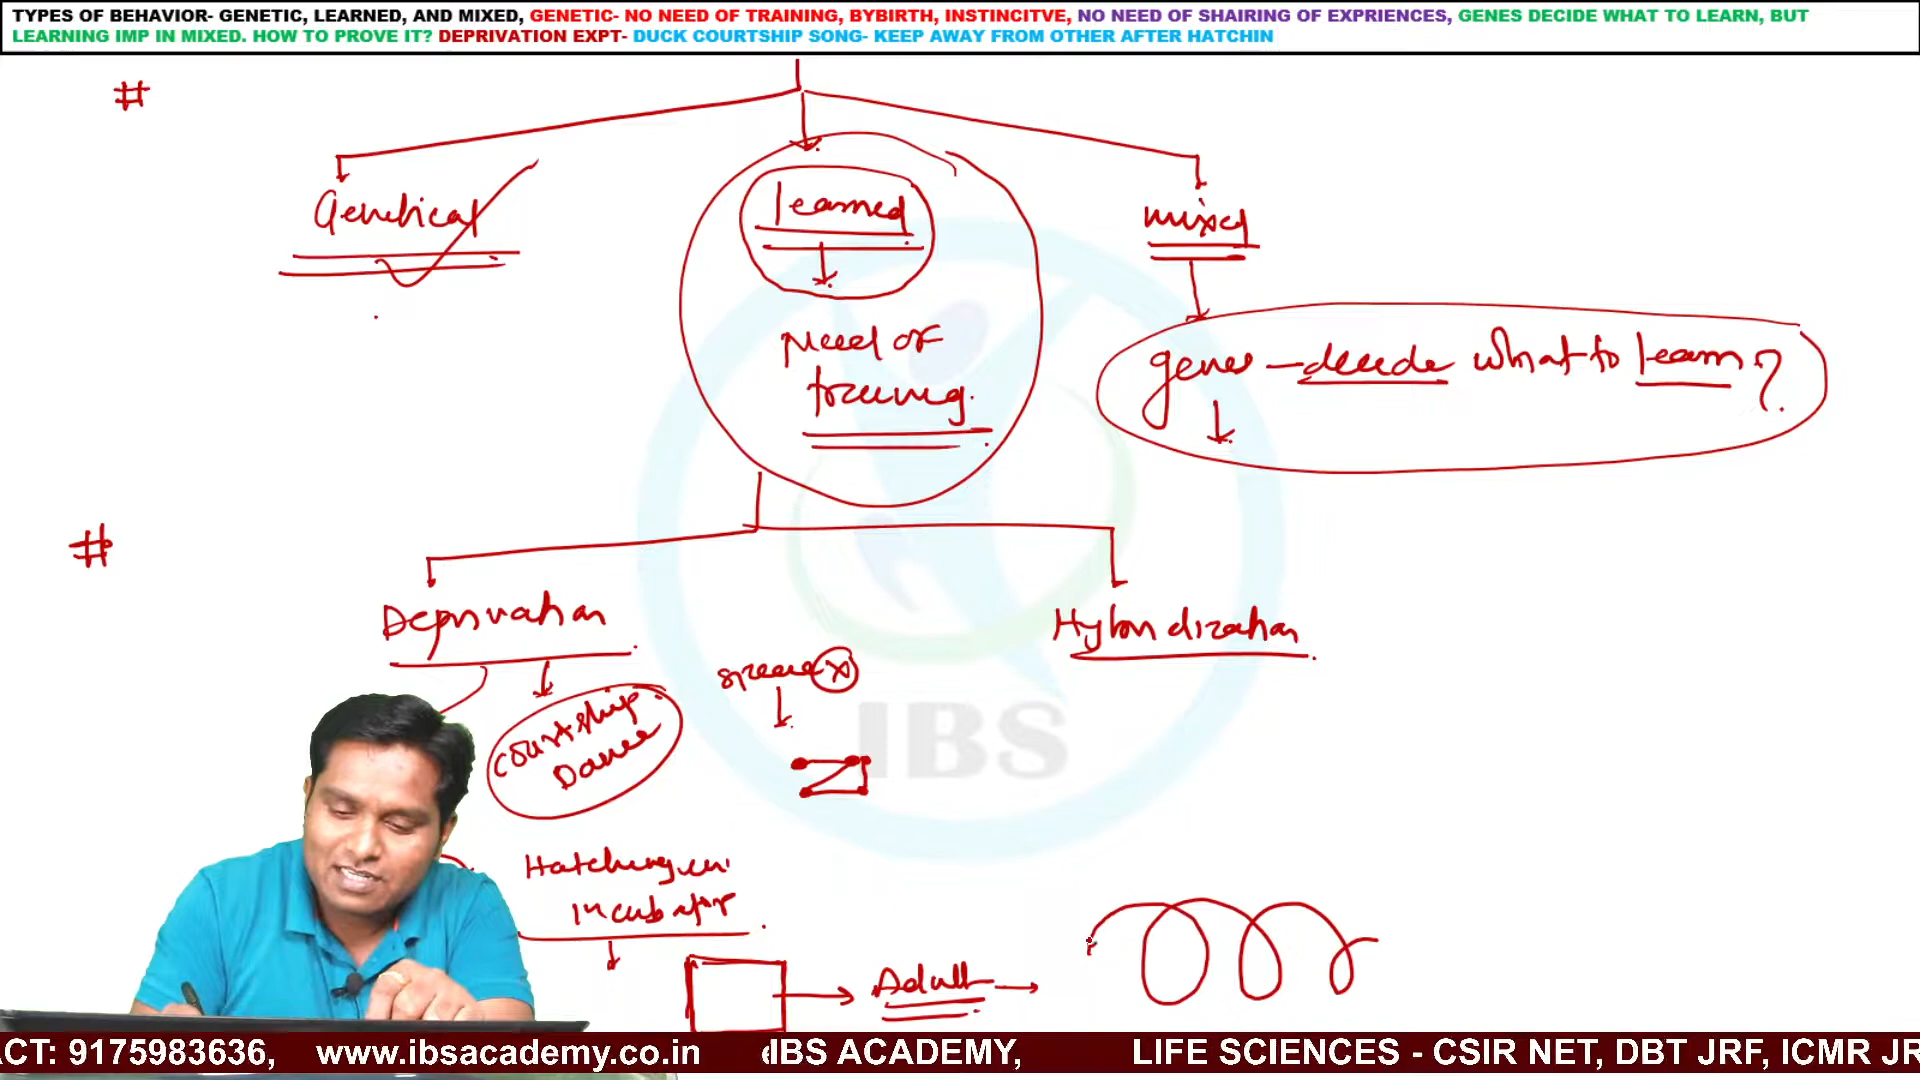 TYPES OF BEHAVIOR- GENETIC, LEARNED, AND MIXED, GENETIC- NO NEED OF TRAINING, BYBIRTH, INSTINCITVE, NO NEED OF SHAIRING OF EXPRIENCES, GENES DECIDE WHAT TO LEARN, BUT
LEARNING IMP IN MIXED. HOW TO PROVE IT? DEPRIVATION EXPT- DUCK COURTSHIP SONG- KEEP AWAY FROM OTHER AFTER HATCHIN
#
Genetical
learned
mixed
Need of
training.
genes - decide what to learn?
#
Deprivation
Hybridization
courtship
Dance
IBS
Hatching in
incubator
Adult
ACT: 9175983636, www.ibsacademy.co.in IBS ACADEMY, LIFE SCIENCES - CSIR NET, DBT JRF, ICMR JR